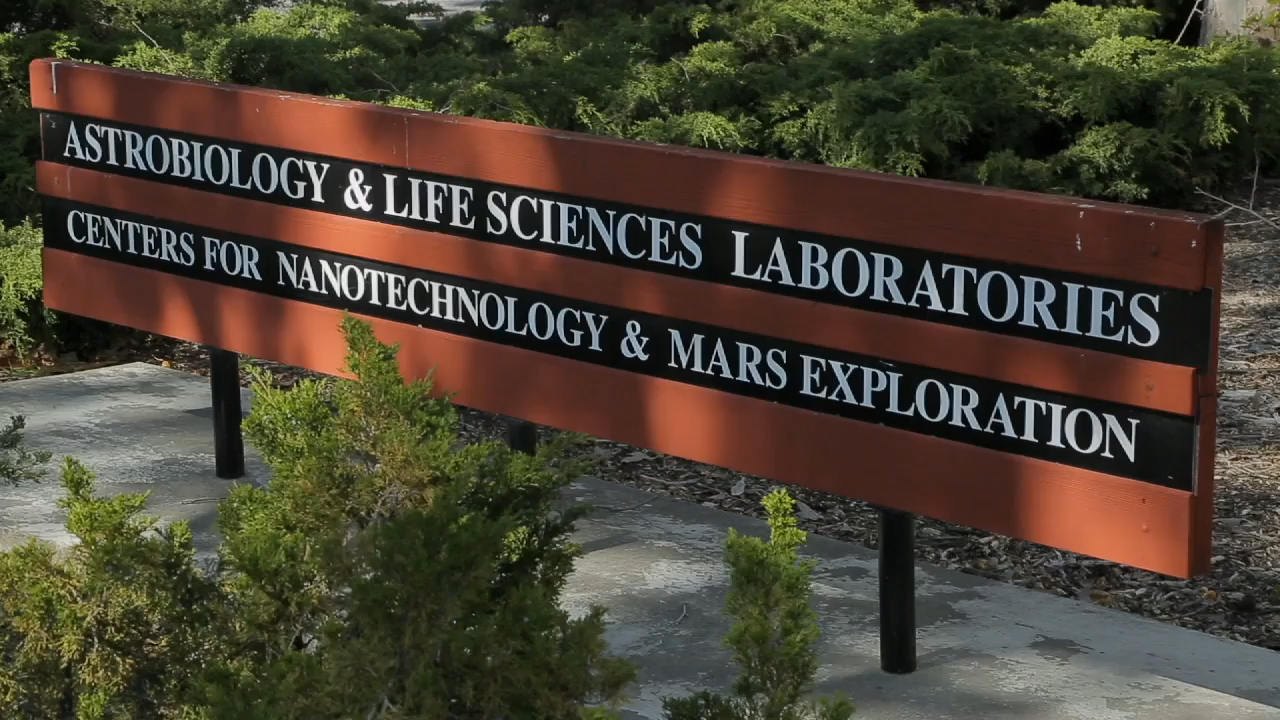 ASTROBIOLOGY & LIFE SCIENCES LABORATORIES
CENTERS FOR NANOTECHNOLOGY & MARS EXPLORATION